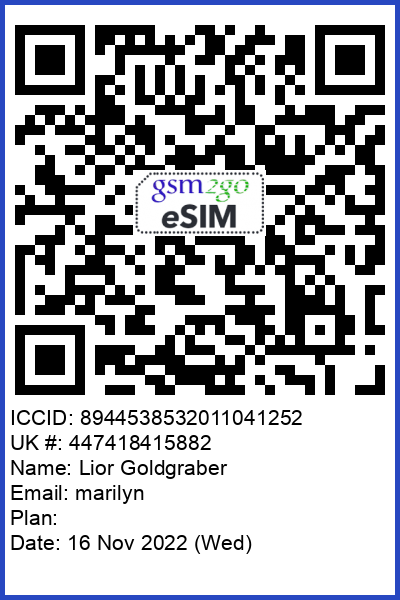 gsm2go
eSIM
ICCID: 8944538532011041252
UK #: 447418415882
Name: Lior Goldgraber
Email: marilyn
Plan:
Date: 16 Nov 2022 (Wed)